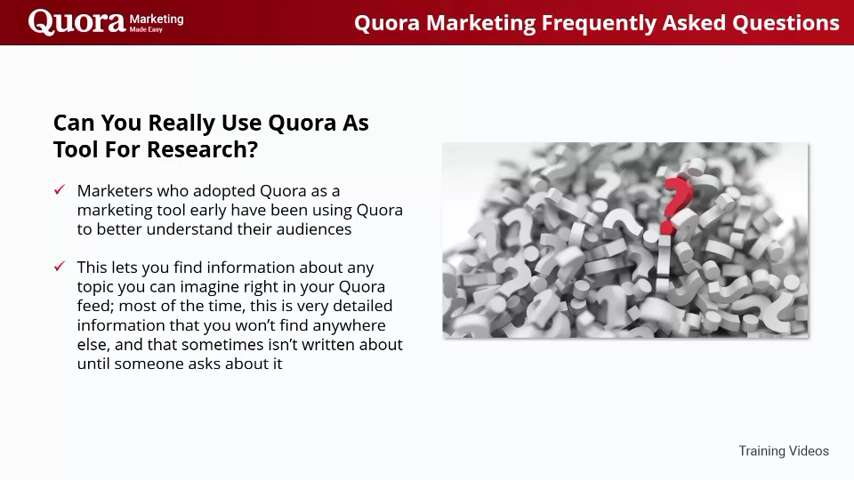 Quora Marketing
Made Easy
Quora Marketing Frequently Asked Questions
Can You Really Use Quora As
Tool For Research?
Marketers who adopted Quora as a
marketing tool early have been using Quora
to better understand their audiences
This lets you find information about any
topic you can imagine right in your Quora
feed; most of the time, this is very detailed
information that you won’t find anywhere
else, and that sometimes isn’t written about
until someone asks about it
Training Videos